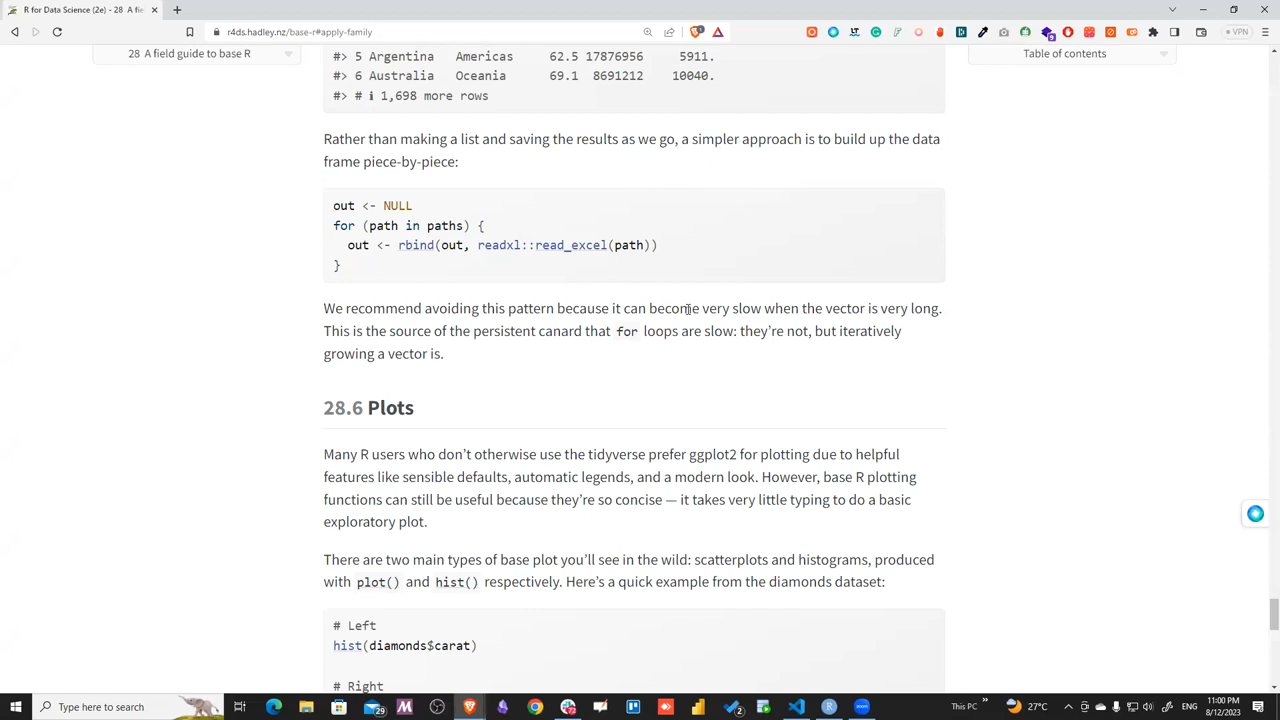 R for Data Science (2e) - 28 A fiel
r4ds.hadley.nz/base-r#apply-family
VPN
28 A field guide to base R
Table of contents
#> 5 Argentina Americas 62.5 17876956 5911.
#> 6 Australia Oceania 69.1 8691212 10040.
#> # ℹ 1,698 more rows
Rather than making a list and saving the results as we go, a simpler approach is to build up the data
frame piece-by-piece:
out <- NULL
for (path in paths) {
out <- rbind(out, readxl::read_excel(path))
}
We recommend avoiding this pattern because it can become very slow when the vector is very long.
This is the source of the persistent canard that for loops are slow: they're not, but iteratively
growing a vector is.
28.6 Plots
Many R users who don't otherwise use the tidyverse prefer ggplot2 for plotting due to helpful
features like sensible defaults, automatic legends, and a modern look. However, base R plotting
functions can still be useful because they're so concise — it takes very little typing to do a basic
exploratory plot.
There are two main types of base plot you'll see in the wild: scatterplots and histograms, produced
with plot() and hist() respectively. Here's a quick example from the diamonds dataset:
# Left
hist(diamonds$carat)
# Right
Type here to search
29
2
This PC
27°C
11:00 PM
8/12/2023